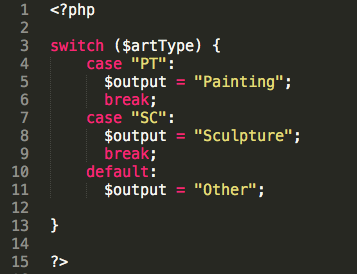 1 <?php
2
3 switch ($artType) {
4     case "PT":
5       $output = "Painting";
6       break;
7     case "SC":
8       $output = "Sculpture";
9       break;
10     default:
11       $output = "Other";
12
13 }
14
15 ?>